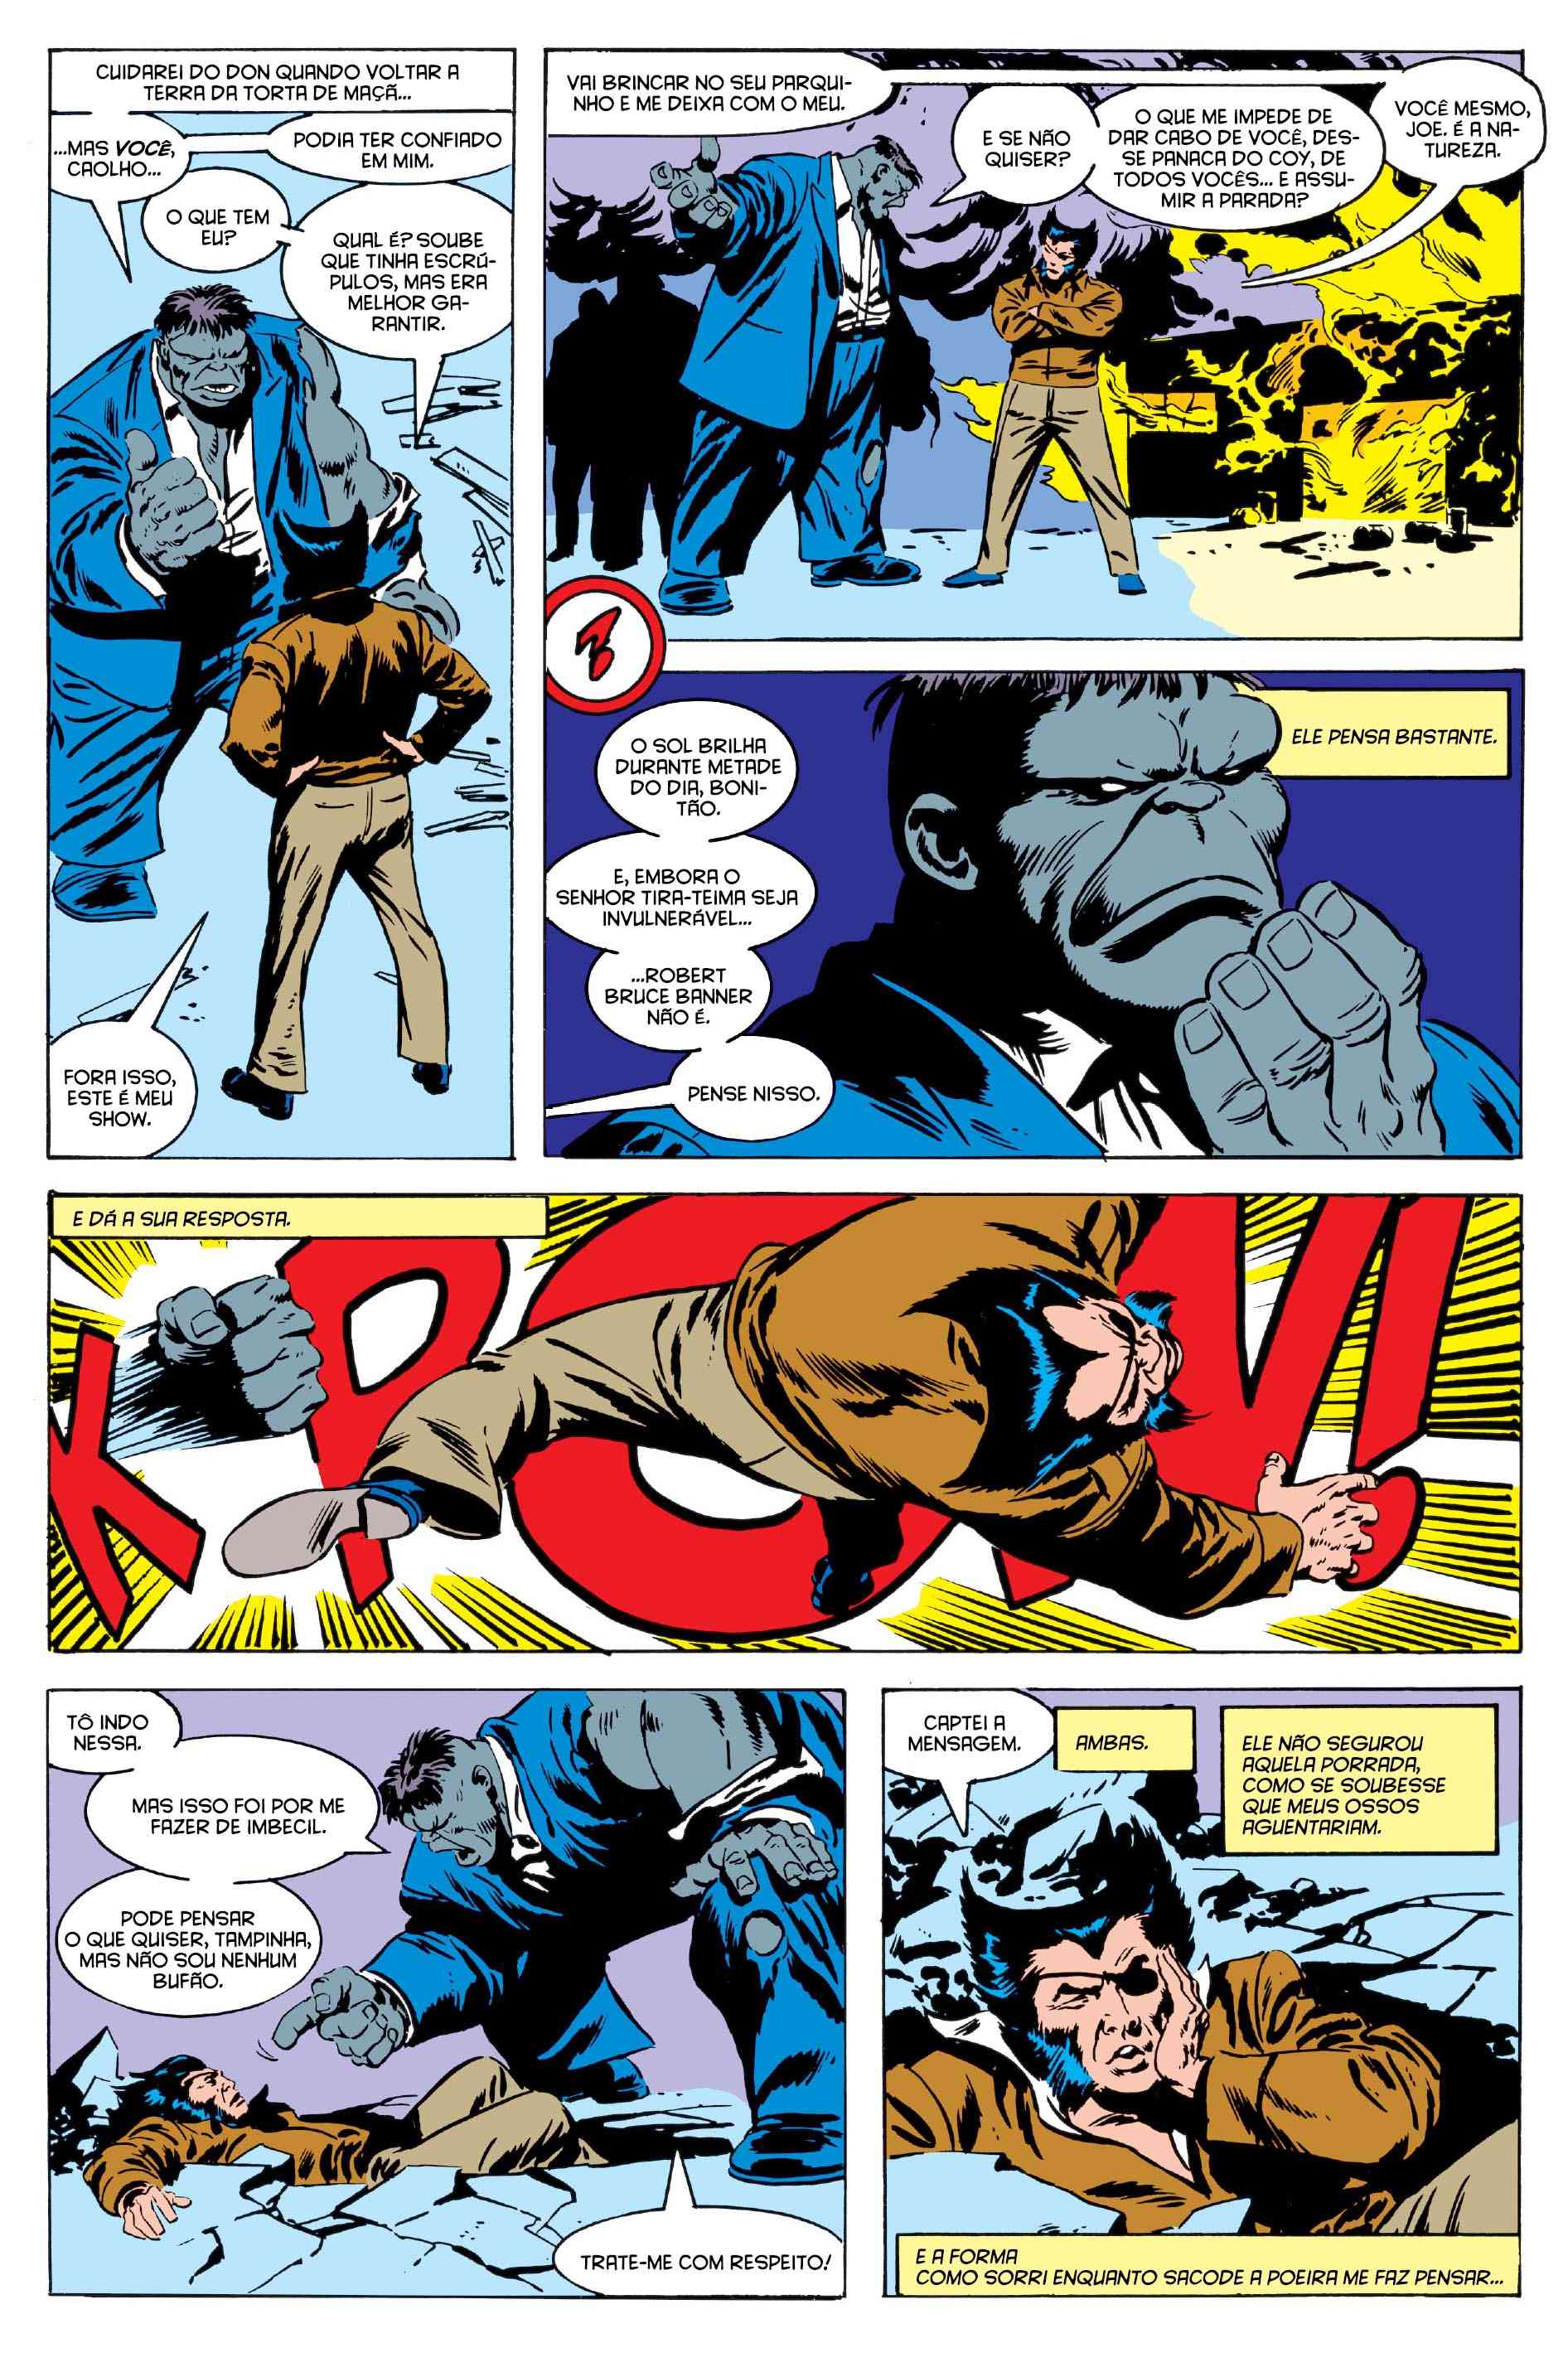 CUIDAREI DO DON QUANDO VOLTAR A
TERRA DA TORTA DE MAÇÃ...
...MAS VOCÊ,
CAOLHO...
PODIA TER CONFIADO
EM MIM.
O QUE TEM
EU?
QUAL É? SOUBE
QUE TINHA ESCRÚ-
PULOS, MAS ERA
MELHOR GA-
RANTIR.
FORA ISSO,
ESTE É MEU
SHOW.
VAI BRINCAR NO SEU PARQUI-
NHO E ME DEIXA COM O MEU.
E SE NÃO
QUISER?
O QUE ME IMPEDE DE
DAR CABO DE VOCÊ, DES-
SE PANACA DO COY, DE
TODOS VOCÊS... E ASSU-
MIR A PARADA?
VOCÊ MESMO,
JOE. É A NA-
TUREZA.
O SOL BRILHA
DURANTE METADE
DO DIA, BONI-
TÃO.
E, EMBORA O
SENHOR TIRA-TEIMA SEJA
INVULNERÁVEL...
...ROBERT
BRUCE BANNER
NÃO É.
PENSE NISSO.
ELE PENSA BASTANTE.
E DÁ A SUA RESPOSTA.
KPOW!
TÔ INDO
NESSA.
MAS ISSO FOI POR ME
FAZER DE IMBECIL.
PODE PENSAR
O QUE QUISER, TAMPINHA,
MAS NÃO SOU NENHUM
BUFÃO.
TRATE-ME COM RESPEITO!
CAPTEI A
MENSAGEM.
AMBAS.
ELE NÃO SEGUROU
AQUELA PORRADA,
COMO SE SOUBESSE
QUE MEUS OSSOS
AGUENTARIAM.
E A FORMA
COMO SORRI ENQUANTO SACODE A POEIRA ME FAZ PENSAR...